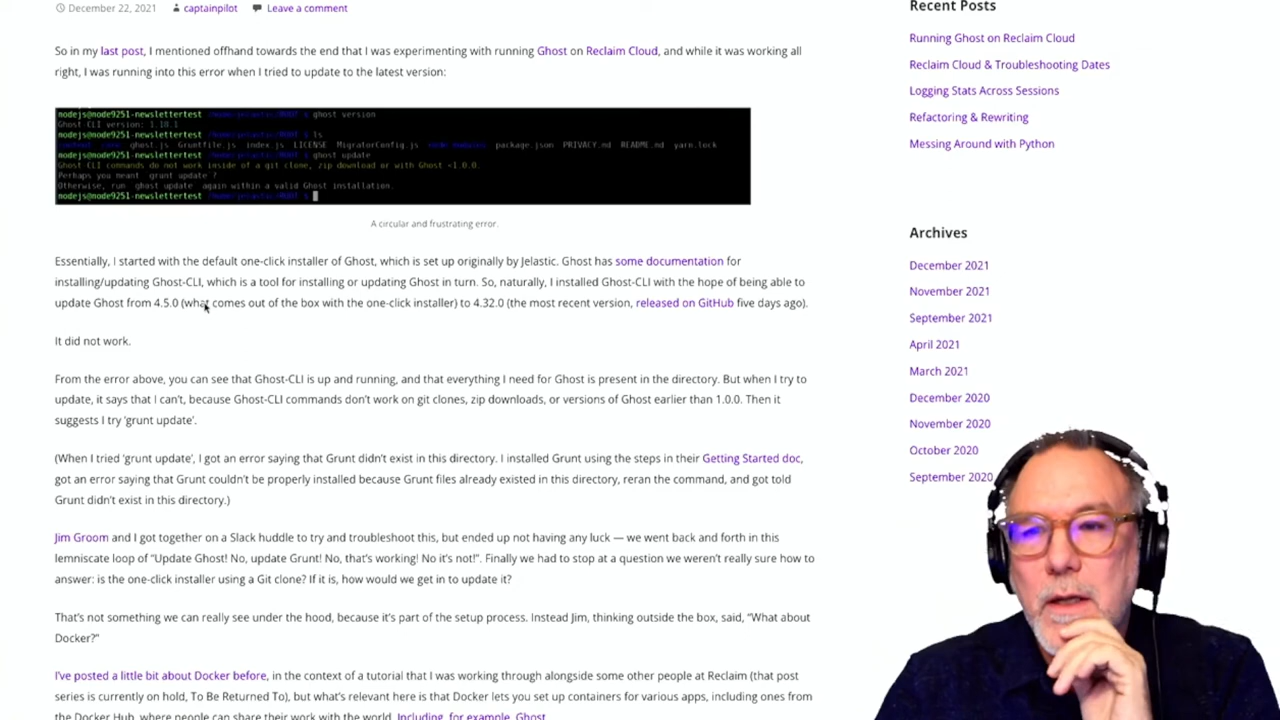 December 22, 2021 captainpilot Leave a comment
So in my last post, I mentioned offhand towards the end that I was experimenting with running Ghost on Reclaim Cloud, and while it was working all
right, I was running into this error when I tried to update to the latest version:
nodejs@node9251-newslettertest /home/jelastic/ROOT $ ghost version
Ghost CLI version: 1.18.1
nodejs@node9251-newslettertest /home/jelastic/ROOT $ ls
content core ghost.js Gruntfile.js index.js LICENSE MigratorConfig.js node_modules package.json PRIVACY.md README.md yarn.lock
nodejs@node9251-newslettertest /home/jelastic/ROOT $ ghost update
Ghost CLI commands do not work inside of a git clone, zip download or with Ghost <1.0.0.
Perhaps you meant `grunt update`?
Otherwise, run `ghost update` again within a valid Ghost installation.
nodejs@node9251-newslettertest /home/jelastic/ROOT $
A circular and frustrating error.
Essentially, I started with the default one-click installer of Ghost, which is set up originally by Jelastic. Ghost has some documentation for
installing/updating Ghost-CLI, which is a tool for installing or updating Ghost in turn. So, naturally, I installed Ghost-CLI with the hope of being able to
update Ghost from 4.5.0 (what comes out of the box with the one-click installer) to 4.32.0 (the most recent version, released on GitHub five days ago).
It did not work.
From the error above, you can see that Ghost-CLI is up and running, and that everything I need for Ghost is present in the directory. But when I try to
update, it says that I can't, because Ghost-CLI commands don't work on git clones, zip downloads, or versions of Ghost earlier than 1.0.0. Then it
suggests I try 'grunt update'.
(When I tried 'grunt update', I got an error saying that Grunt didn't exist in this directory. I installed Grunt using the steps in their Getting Started doc,
got an error saying that Grunt couldn't be properly installed because Grunt files already existed in this directory, reran the command, and got told
Grunt didn't exist in this directory.)
Jim Groom and I got together on a Slack huddle to try and troubleshoot this, but ended up not having any luck — we went back and forth in this
lemniscate loop of "Update Ghost! No, update Grunt! No, that's working! No it's not!". Finally we had to stop at a question we weren't really sure how to
answer: is the one-click installer using a Git clone? If it is, how would we get in to update it?
That's not something we can really see under the hood, because it's part of the setup process. Instead Jim, thinking outside the box, said, "What about
Docker?"
I've posted a little bit about Docker before, in the context of a tutorial that I was working through alongside some other people at Reclaim (that post
series is currently on hold, To Be Returned To), but what's relevant here is that Docker lets you set up containers for various apps, including ones from
the Docker Hub, where people can share their work with the world. Including, for example, Ghost
Recent Posts
Running Ghost on Reclaim Cloud
Reclaim Cloud & Troubleshooting Dates
Logging Stats Across Sessions
Refactoring & Rewriting
Messing Around with Python
Archives
December 2021
November 2021
September 2021
April 2021
March 2021
December 2020
November 2020
October 2020
September 2020